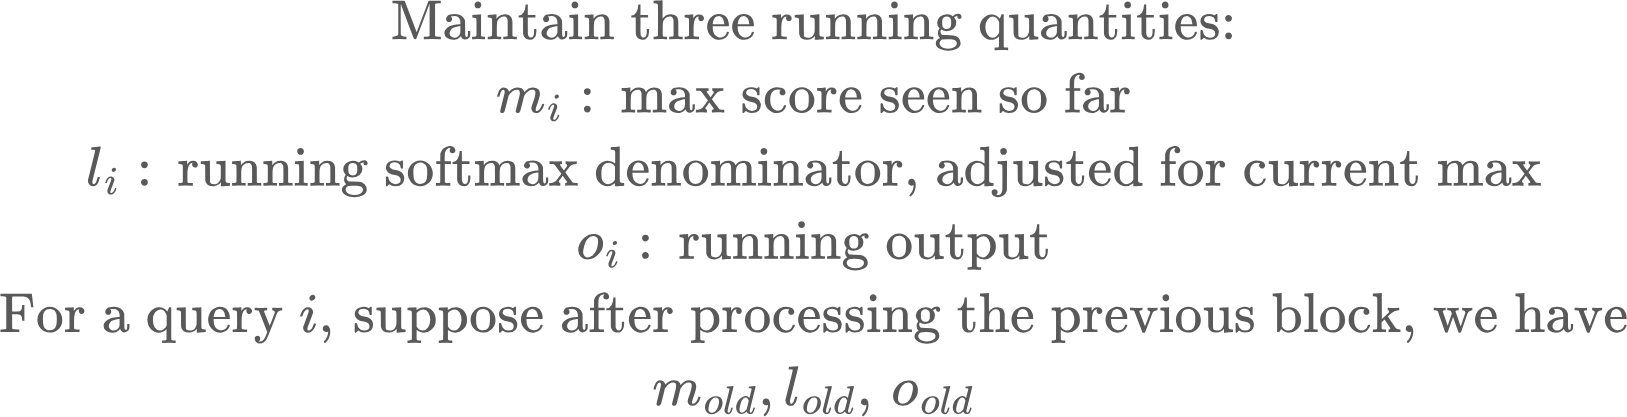 Maintain three running quantities:
m_i : max score seen so far
l_i : running softmax denominator, adjusted for current max
o_i : running output
For a query i, suppose after processing the previous block, we have
m_old, l_old, o_old